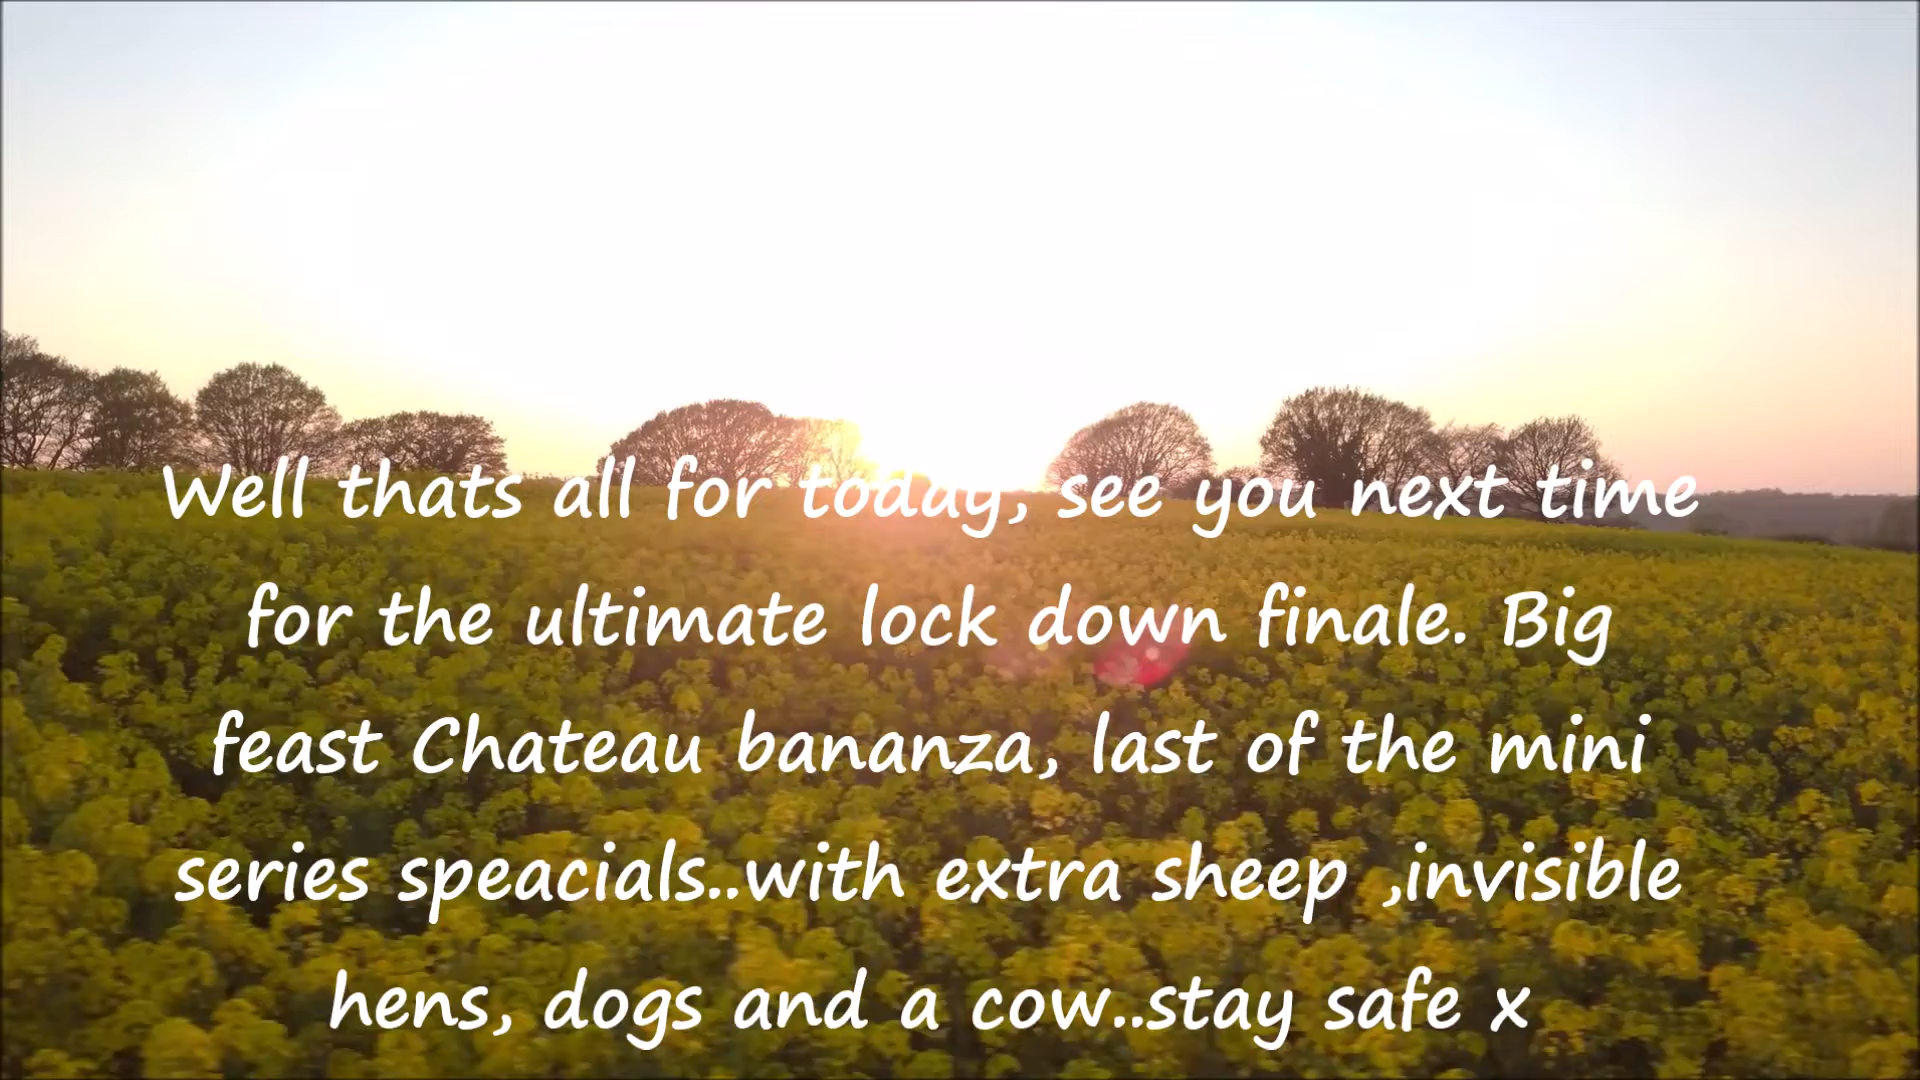 Well thats all for today, see you next time
for the ultimate lock down finale. Big
feast Chateau bananza, last of the mini
series speacials..with extra sheep ,invisible
hens, dogs and a cow..stay safe x